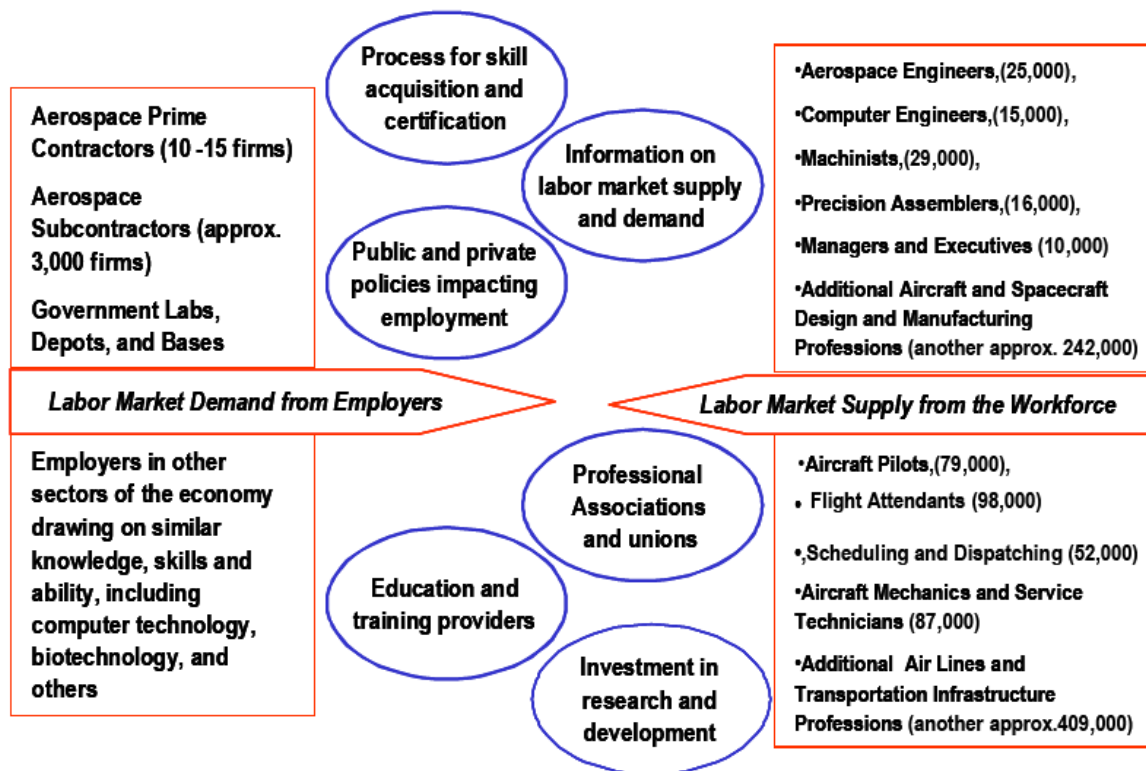 Aerospace Prime
Contractors (10 -15 firms)
Aerospace
Subcontractors (approx.
3,000 firms)
Government Labs,
Depots, and Bases
Labor Market Demand from Employers
Employers in other
sectors of the economy
drawing on similar
knowledge, skills and
ability, including
computer technology,
biotechnology, and
others
Process for skill
acquisition and
certification
Information on
labor market supply
and demand
Public and private
policies impacting
employment
Professional
Associations
and unions
Education and
training providers
Investment in
research and
development
•Aerospace Engineers,(25,000),
•Computer Engineers,(15,000),
•Machinists,(29,000),
•Precision Assemblers,(16,000),
•Managers and Executives (10,000)
•Additional Aircraft and Spacecraft
Design and Manufacturing
Professions (another approx. 242,000)
Labor Market Supply from the Workforce
•Aircraft Pilots,(79,000),
• Flight Attendants (98,000)
•,Scheduling and Dispatching (52,000)
•Aircraft Mechanics and Service
Technicians (87,000)
•Additional Air Lines and
Transportation Infrastructure
Professions (another approx.409,000)